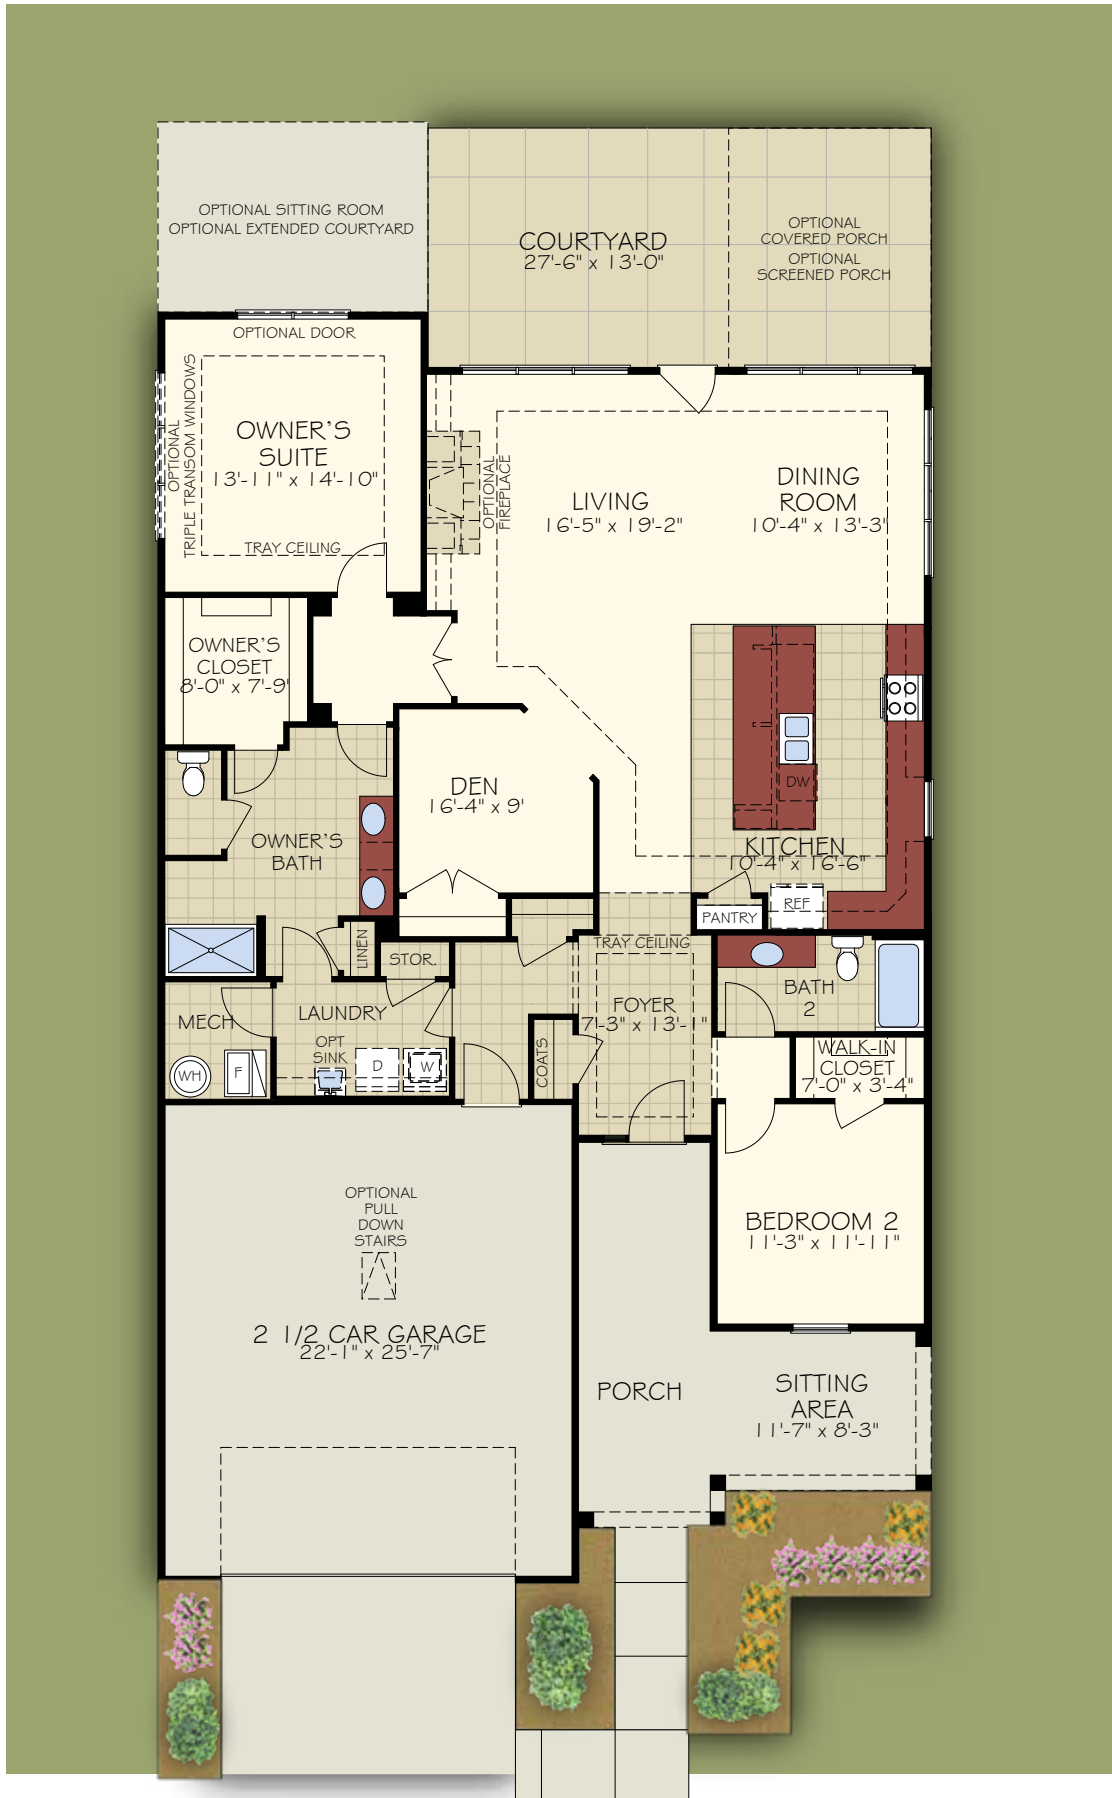 OPTIONAL SITTING ROOM
OPTIONAL EXTENDED COURTYARD
COURTYARD
27'-6" x 13'-0"
OPTIONAL
COVERED PORCH
OPTIONAL
SCREENED PORCH
OPTIONAL DOOR
OPTIONAL
TRIPLE TRANSOM WINDOWS
OWNER'S
SUITE
13'-11" x 14'-10"
TRAY CEILING
OPTIONAL
FIREPLACE
LIVING
16'-5" x 19'-2"
DINING
ROOM
10'-4" x 13'-3'
OWNER'S
CLOSET
8'-0" x 7'-9'
DEN
16'-4" x 9'
DW
KITCHEN
10'-4" x 16'-6"
OWNER'S
BATH
PANTRY
REF
LINEN
STOR.
TRAY CEILING
FOYER
7'-3" x 13'-1"
BATH
2
MECH
LAUNDRY
OPT
SINK
WH
F
D
W
COATS
WALK-IN
CLOSET
7'-0" x 3'-4"
OPTIONAL
PULL
DOWN
STAIRS
BEDROOM 2
11'-3" x 11'-11"
2 1/2 CAR GARAGE
22'-1" x 25'-7"
PORCH
SITTING
AREA
11'-7" x 8'-3"